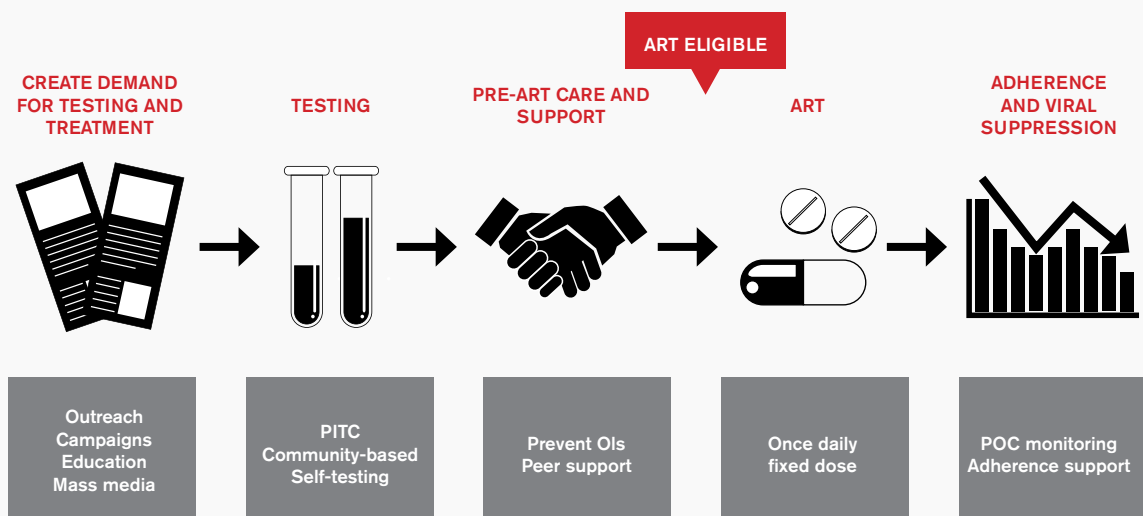 ART ELIGIBLE
CREATE DEMAND
FOR TESTING AND
TREATMENT
TESTING
PRE-ART CARE AND
SUPPORT
ART
ADHERENCE
AND VIRAL
SUPPRESSION
Outreach
Campaigns
Education
Mass media
PITC
Community-based
Self-testing
Prevent OIs
Peer support
Once daily
fixed dose
POC monitoring
Adherence support